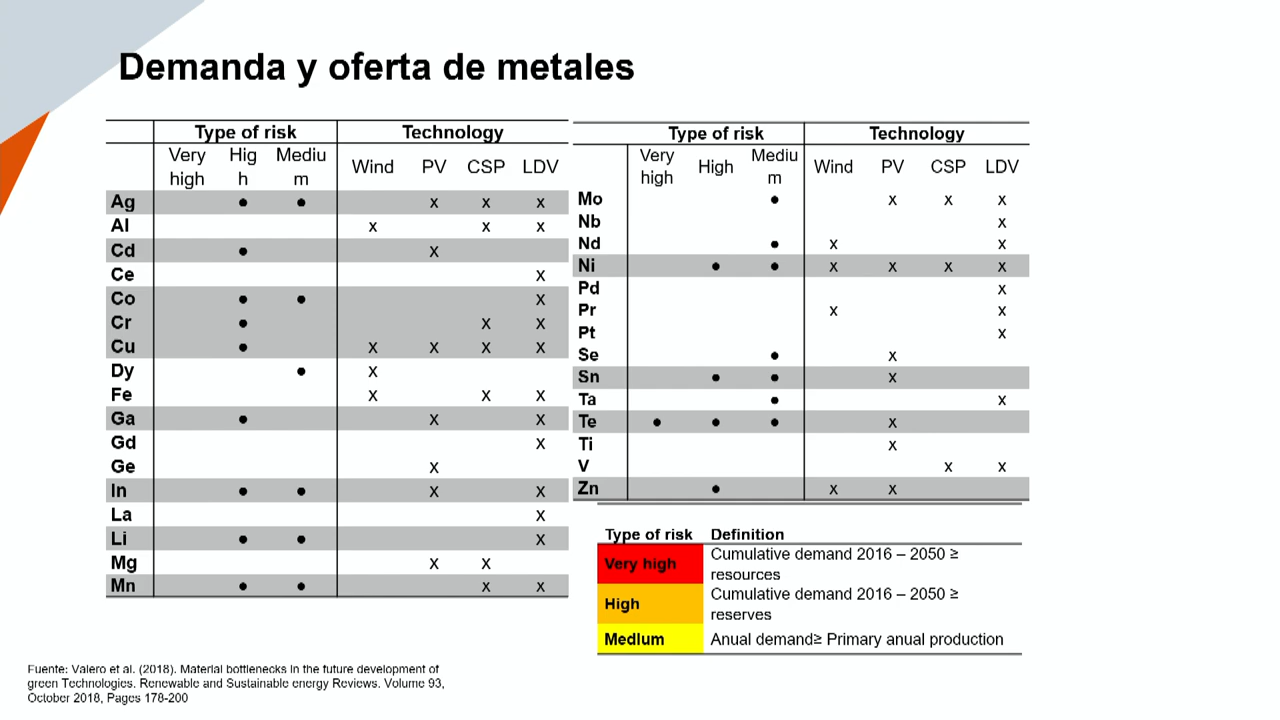 Demanda y oferta de metales
Type of risk Technology
Very high Hig h Mediu m Wind PV CSP LDV
Ag ● ● x x x
Al x x x
Cd ● x
Ce x
Co ● ● x
Cr ● x x
Cu ● x x x x
Dy ● x
Fe x x x
Ga ● x x
Gd x
Ge x
In ● ● x x
La x
Li ● ● x
Mg x x
Mn ● ● x x
Type of risk Technology
Very high High Mediu m Wind PV CSP LDV
Mo ● x x x
Nb x
Nd ● x x
Ni ● ● x x x x
Pd x
Pr x x
Pt x
Se ● x
Sn ● ● x
Ta ● x
Te ● ● ● x
Ti x
V x x
Zn ● x x
Type of risk Definition
Very high Cumulative demand 2016 – 2050 ≥
resources
High Cumulative demand 2016 – 2050 ≥
reserves
Medium Anual demand≥ Primary anual production
Fuente: Valero et al. (2018). Material bottlenecks in the future development of
green Technologies. Renewable and Sustainable energy Reviews. Volume 93,
October 2018, Pages 178-200